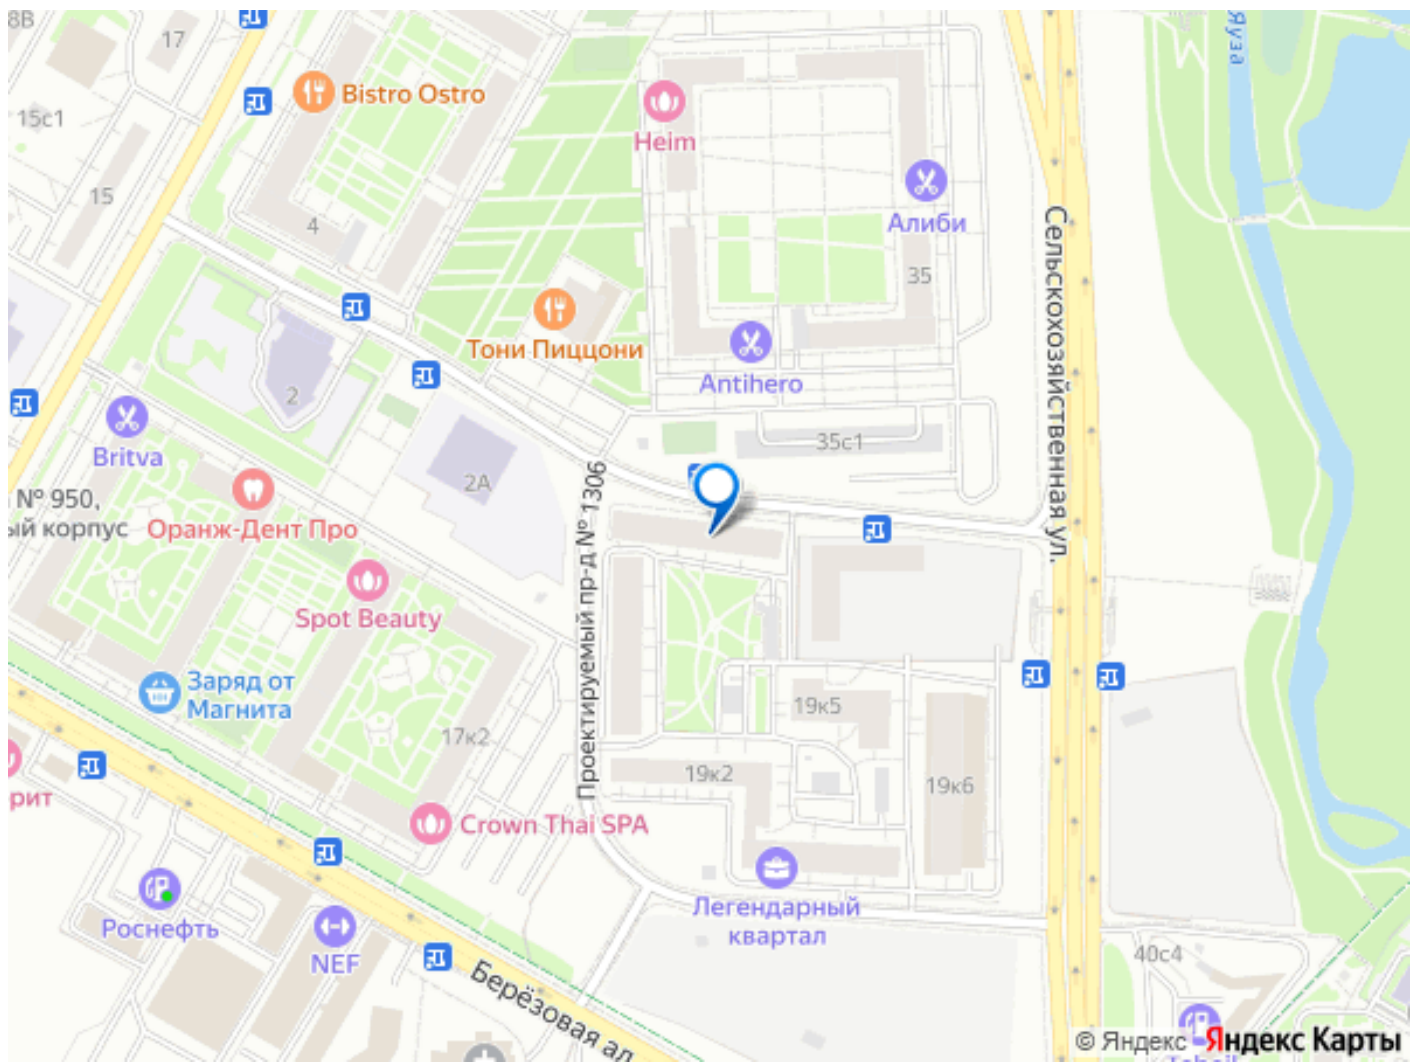 8В
17
Яуза
Bistro Ostro
15с1
Heim
15
4
Алиби
Сельскохозяйственная ул.
35
Тони Пиццони
Antihero
2
Britva
35с1
2А
№ 950,
ый корпус
Оранж-Дент Про
Проектируемый пр-д № 1306
Spot Beauty
Заряд от
Магнита
17к2
19к5
19к2
19к6
рит
Crown Thai SPA
Роснефть
NEF
Легендарный
квартал
Берёзовая ал
40с4
© Яндекс
Яндекс Карты